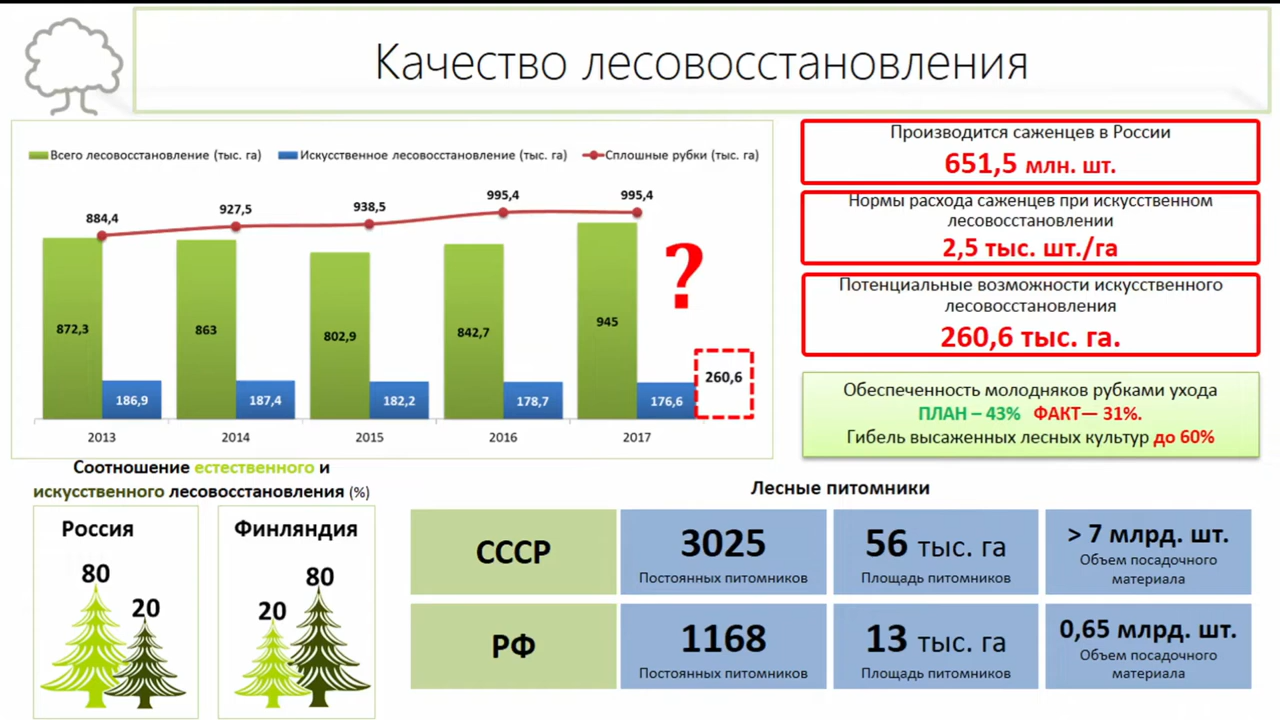 Качество лесовосстановления
Всего лесовосстановления (тыс. га)
Искусственное лесовосстановление (тыс. га)
Сплошные рубки (тыс. га)
884,4
927,5
938,5
995,4
995,4
?
872,3
863
802,9
842,7
945
186,9
187,4
182,2
178,7
176,6
260,6
2013
2014
2015
2016
2017
Производится саженцев в России
651,5 млн. шт.
Нормы расхода саженцев при искусственном
лесовосстановлении
2,5 тыс. шт./га
Потенциальные возможности искусственного
лесовосстановления
260,6 тыс. га.
Обеспеченность молодняков рубками ухода
ПЛАН – 43% ФАКТ— 31%.
Гибель высаженных лесных культур до 60%
Соотношение естественного и
искусственного лесовосстановления (%)
Россия
80
20
Финляндия
20
80
Лесные питомники
СССР
3025
Постоянных питомников
56 тыс. га
Площадь питомников
> 7 млрд. шт.
Объем посадочного
материала
РФ
1168
Постоянных питомников
13 тыс. га
Площадь питомников
0,65 млрд. шт.
Объем посадочного
материала